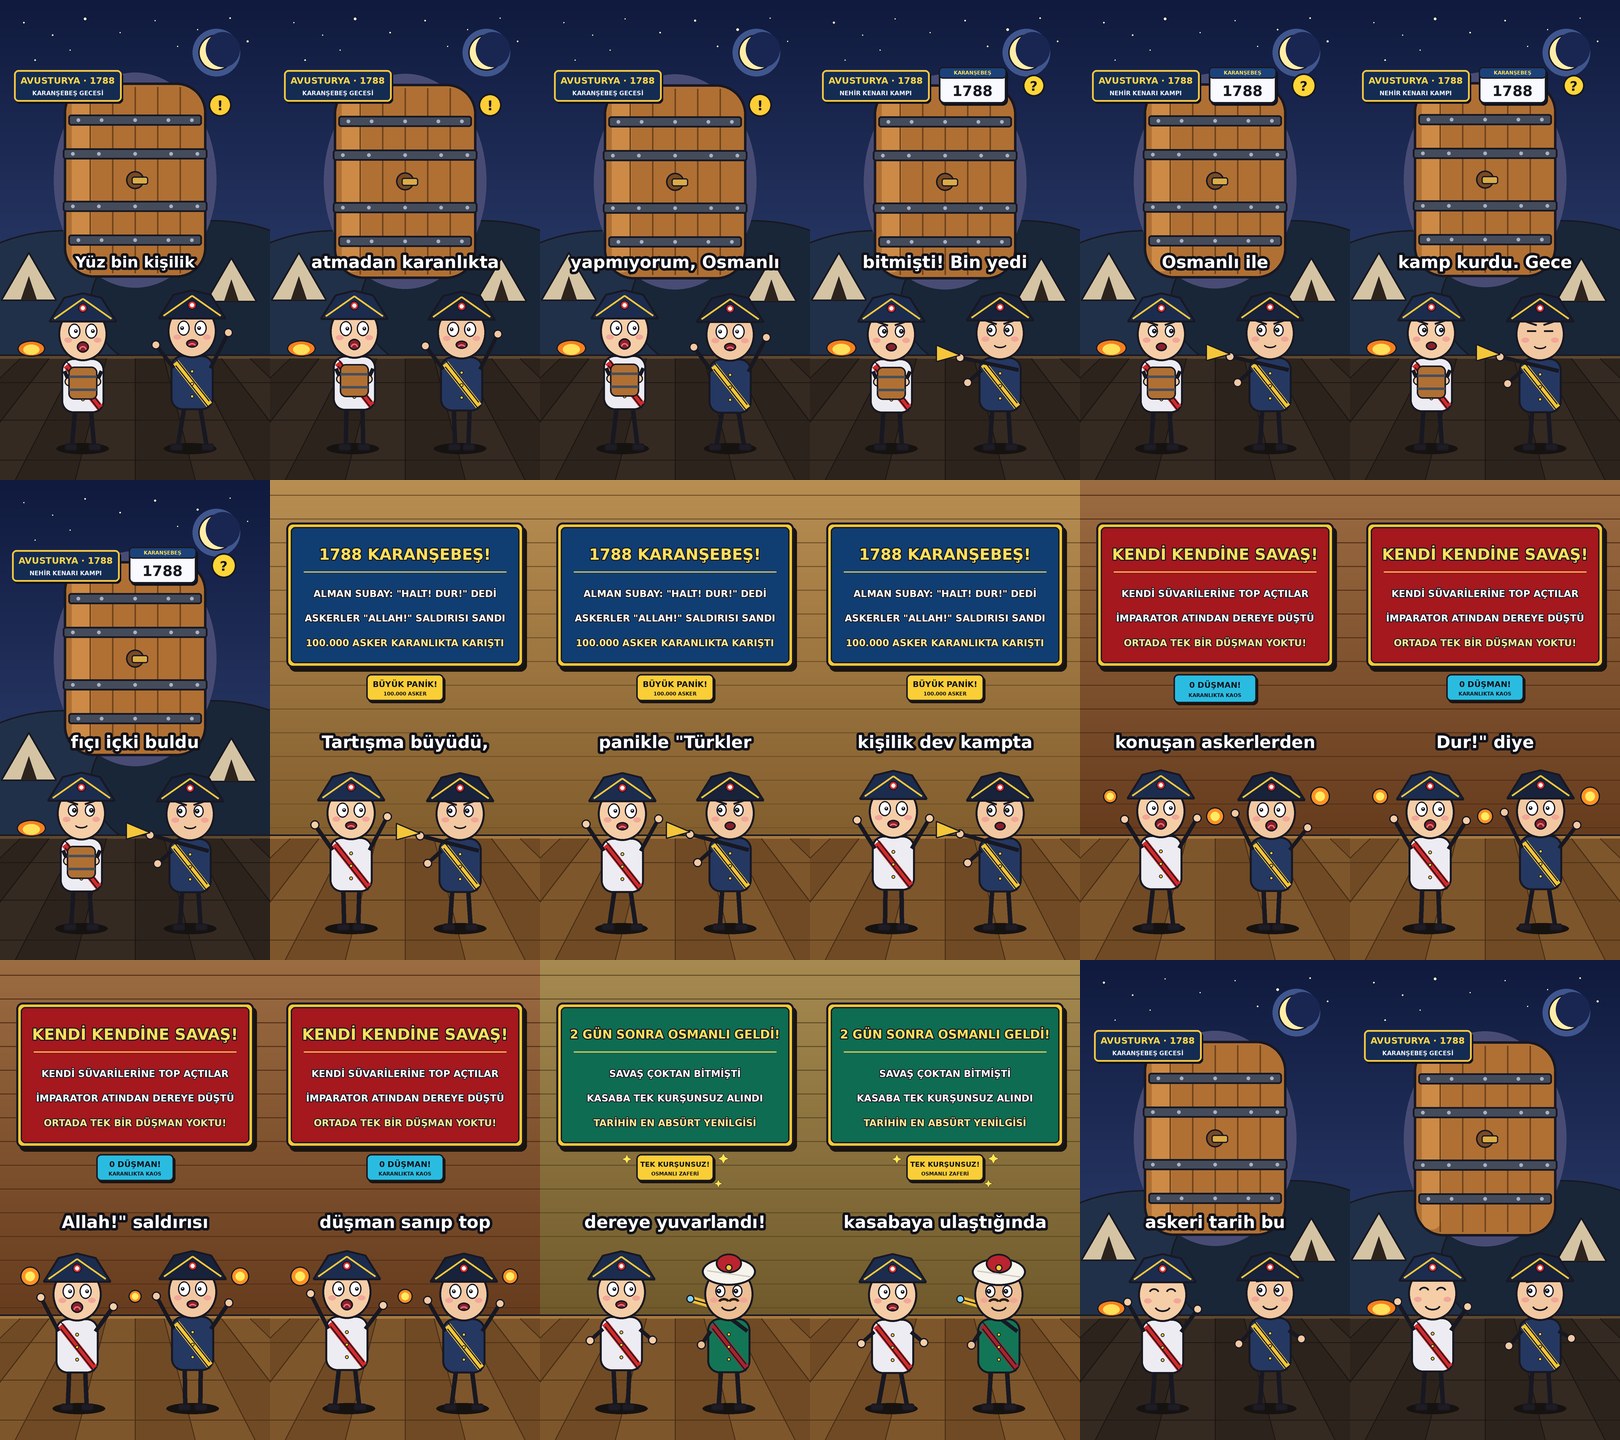 AVUSTURYA · 1788
KARANŞEBEŞ GECESİ
!
Yüz bin kişilik
AVUSTURYA · 1788
KARANŞEBEŞ GECESİ
!
atmadan karanlıkta
AVUSTURYA · 1788
KARANŞEBEŞ GECESİ
!
yapmıyorum, Osmanlı
AVUSTURYA · 1788
NEHİR KENARI KAMPI
KARANŞEBEŞ
1788
?
bitmişti! Bin yedi
AVUSTURYA · 1788
NEHİR KENARI KAMPI
KARANŞEBEŞ
1788
?
Osmanlı ile
AVUSTURYA · 1788
NEHİR KENARI KAMPI
KARANŞEBEŞ
1788
?
kamp kurdu. Gece
AVUSTURYA · 1788
NEHİR KENARI KAMPI
KARANŞEBEŞ
1788
?
fıçı içki buldu
1788 KARANŞEBEŞ!
ALMAN SUBAY: "HALT! DUR!" DEDİ
ASKERLER "ALLAH!" SALDIRISI SANDI
100.000 ASKER KARANLIKTA KARIŞTI
BÜYÜK PANİK!
100.000 ASKER
Tartışma büyüdü,
1788 KARANŞEBEŞ!
ALMAN SUBAY: "HALT! DUR!" DEDİ
ASKERLER "ALLAH!" SALDIRISI SANDI
100.000 ASKER KARANLIKTA KARIŞTI
BÜYÜK PANİK!
100.000 ASKER
panikle "Türkler
1788 KARANŞEBEŞ!
ALMAN SUBAY: "HALT! DUR!" DEDİ
ASKERLER "ALLAH!" SALDIRISI SANDI
100.000 ASKER KARANLIKTA KARIŞTI
BÜYÜK PANİK!
100.000 ASKER
kişilik dev kampta
KENDİ KENDİNE SAVAŞ!
KENDİ SÜVARİLERİNE TOP AÇTILAR
İMPARATOR ATINDAN DEREYE DÜŞTÜ
ORTADA TEK BİR DÜŞMAN YOKTU!
0 DÜŞMAN!
KARANLIKTA KAOS
konuşan askerlerden
KENDİ KENDİNE SAVAŞ!
KENDİ SÜVARİLERİNE TOP AÇTILAR
İMPARATOR ATINDAN DEREYE DÜŞTÜ
ORTADA TEK BİR DÜŞMAN YOKTU!
0 DÜŞMAN!
KARANLIKTA KAOS
Dur!" diye
KENDİ KENDİNE SAVAŞ!
KENDİ SÜVARİLERİNE TOP AÇTILAR
İMPARATOR ATINDAN DEREYE DÜŞTÜ
ORTADA TEK BİR DÜŞMAN YOKTU!
0 DÜŞMAN!
KARANLIKTA KAOS
Allah!" saldırısı
KENDİ KENDİNE SAVAŞ!
KENDİ SÜVARİLERİNE TOP AÇTILAR
İMPARATOR ATINDAN DEREYE DÜŞTÜ
ORTADA TEK BİR DÜŞMAN YOKTU!
0 DÜŞMAN!
KARANLIKTA KAOS
düşman sanıp top
2 GÜN SONRA OSMANLI GELDİ!
SAVAŞ ÇOKTAN BİTMİŞTİ
KASABA TEK KURŞUNSUZ ALINDI
TARİHİN EN ABSÜRT YENİLGİSİ
TEK KURŞUNSUZ!
OSMANLI ZAFERİ
dereye yuvarlandı!
2 GÜN SONRA OSMANLI GELDİ!
SAVAŞ ÇOKTAN BİTMİŞTİ
KASABA TEK KURŞUNSUZ ALINDI
TARİHİN EN ABSÜRT YENİLGİSİ
TEK KURŞUNSUZ!
OSMANLI ZAFERİ
kasabaya ulaştığında
AVUSTURYA · 1788
KARANŞEBEŞ GECESİ
askeri tarih bu
AVUSTURYA · 1788
KARANŞEBEŞ GECESİ